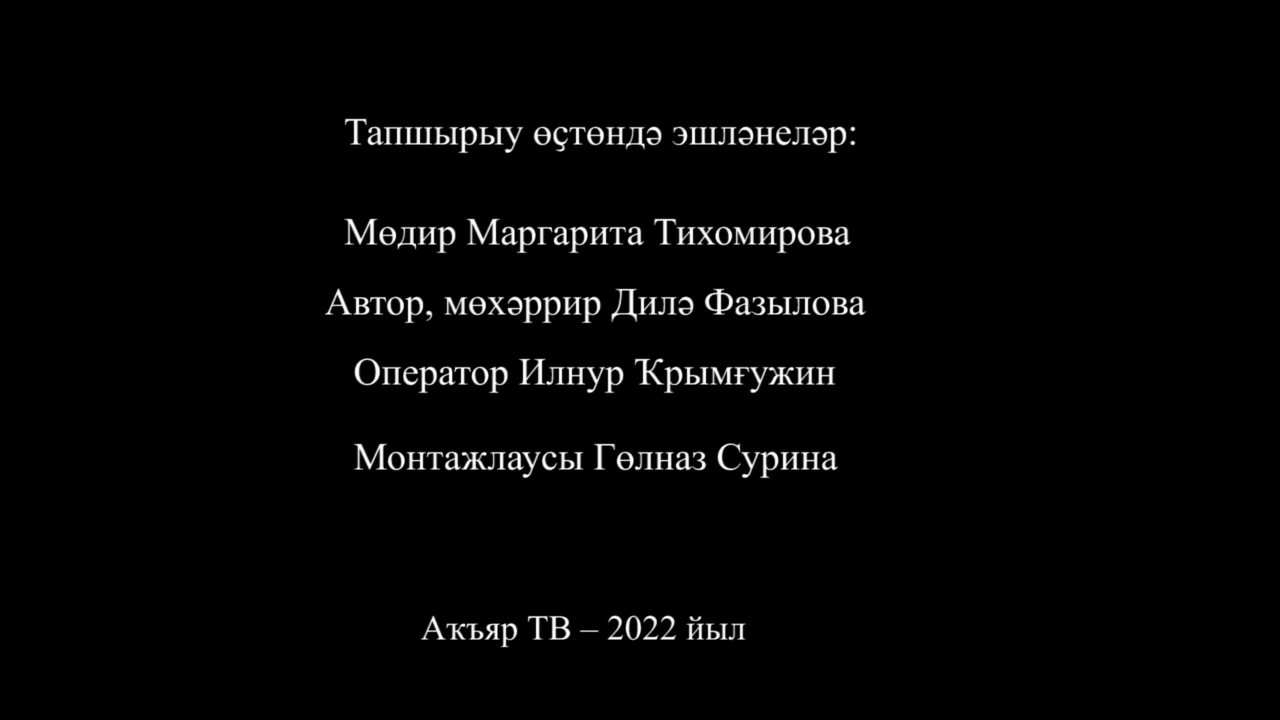 Тапшырыу өҫтөндә эшләнеләр:
Мөдир Маргарита Тихомирова
Автор, мөхәррир Дилә Фазылова
Оператор Илнур Ҡрымғужин
Монтажлаусы Гөлназ Сурина
Аҡъяр ТВ – 2022 йыл